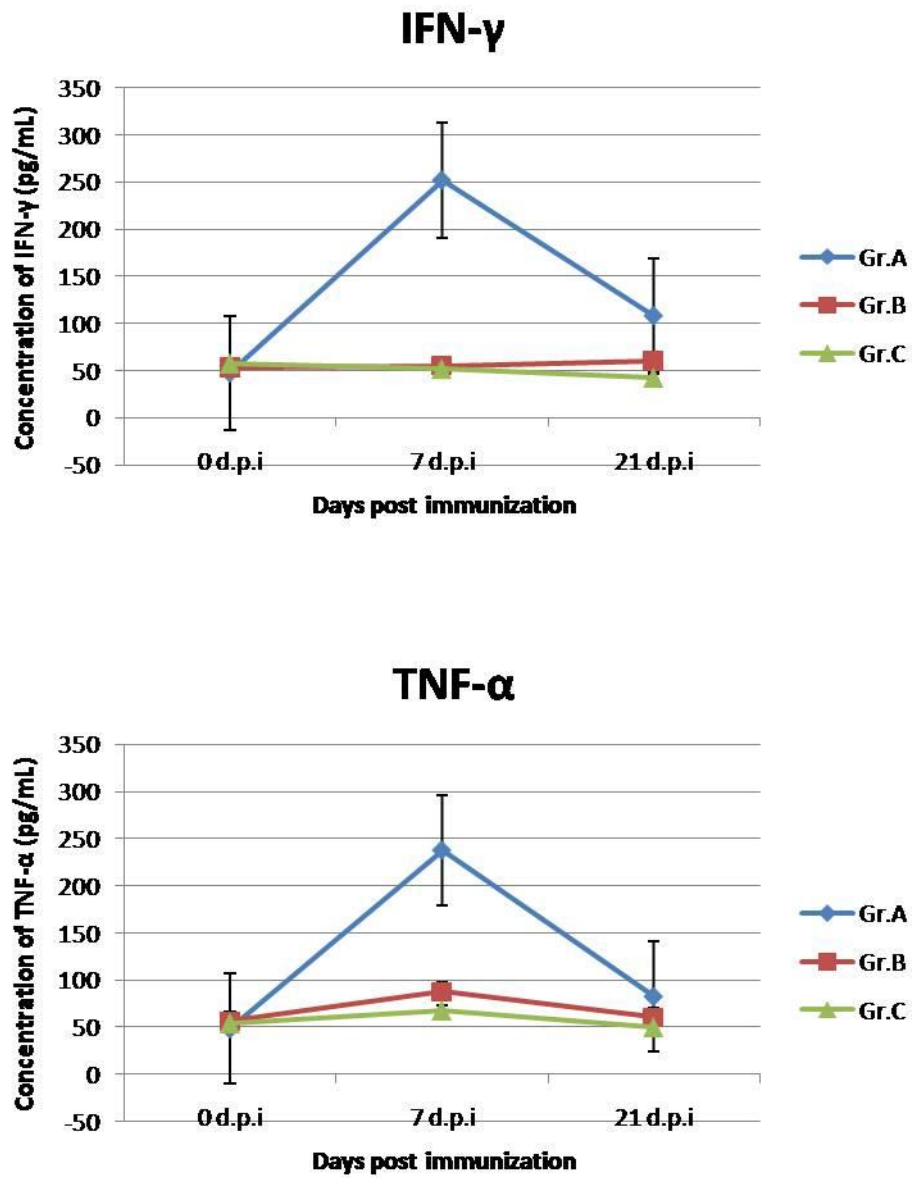 IFN-γ
Concentration of IFN-γ (pg/mL)
350
300
250
200
150
100
50
0
-50
0 d.p.i
7 d.p.i
21 d.p.i
Days post immunization
Gr.A
Gr.B
Gr.C
TNF-α
Concentration of TNF-α (pg/mL)
350
300
250
200
150
100
50
0
-50
0 d.p.i
7 d.p.i
21 d.p.i
Days post immunization
Gr.A
Gr.B
Gr.C